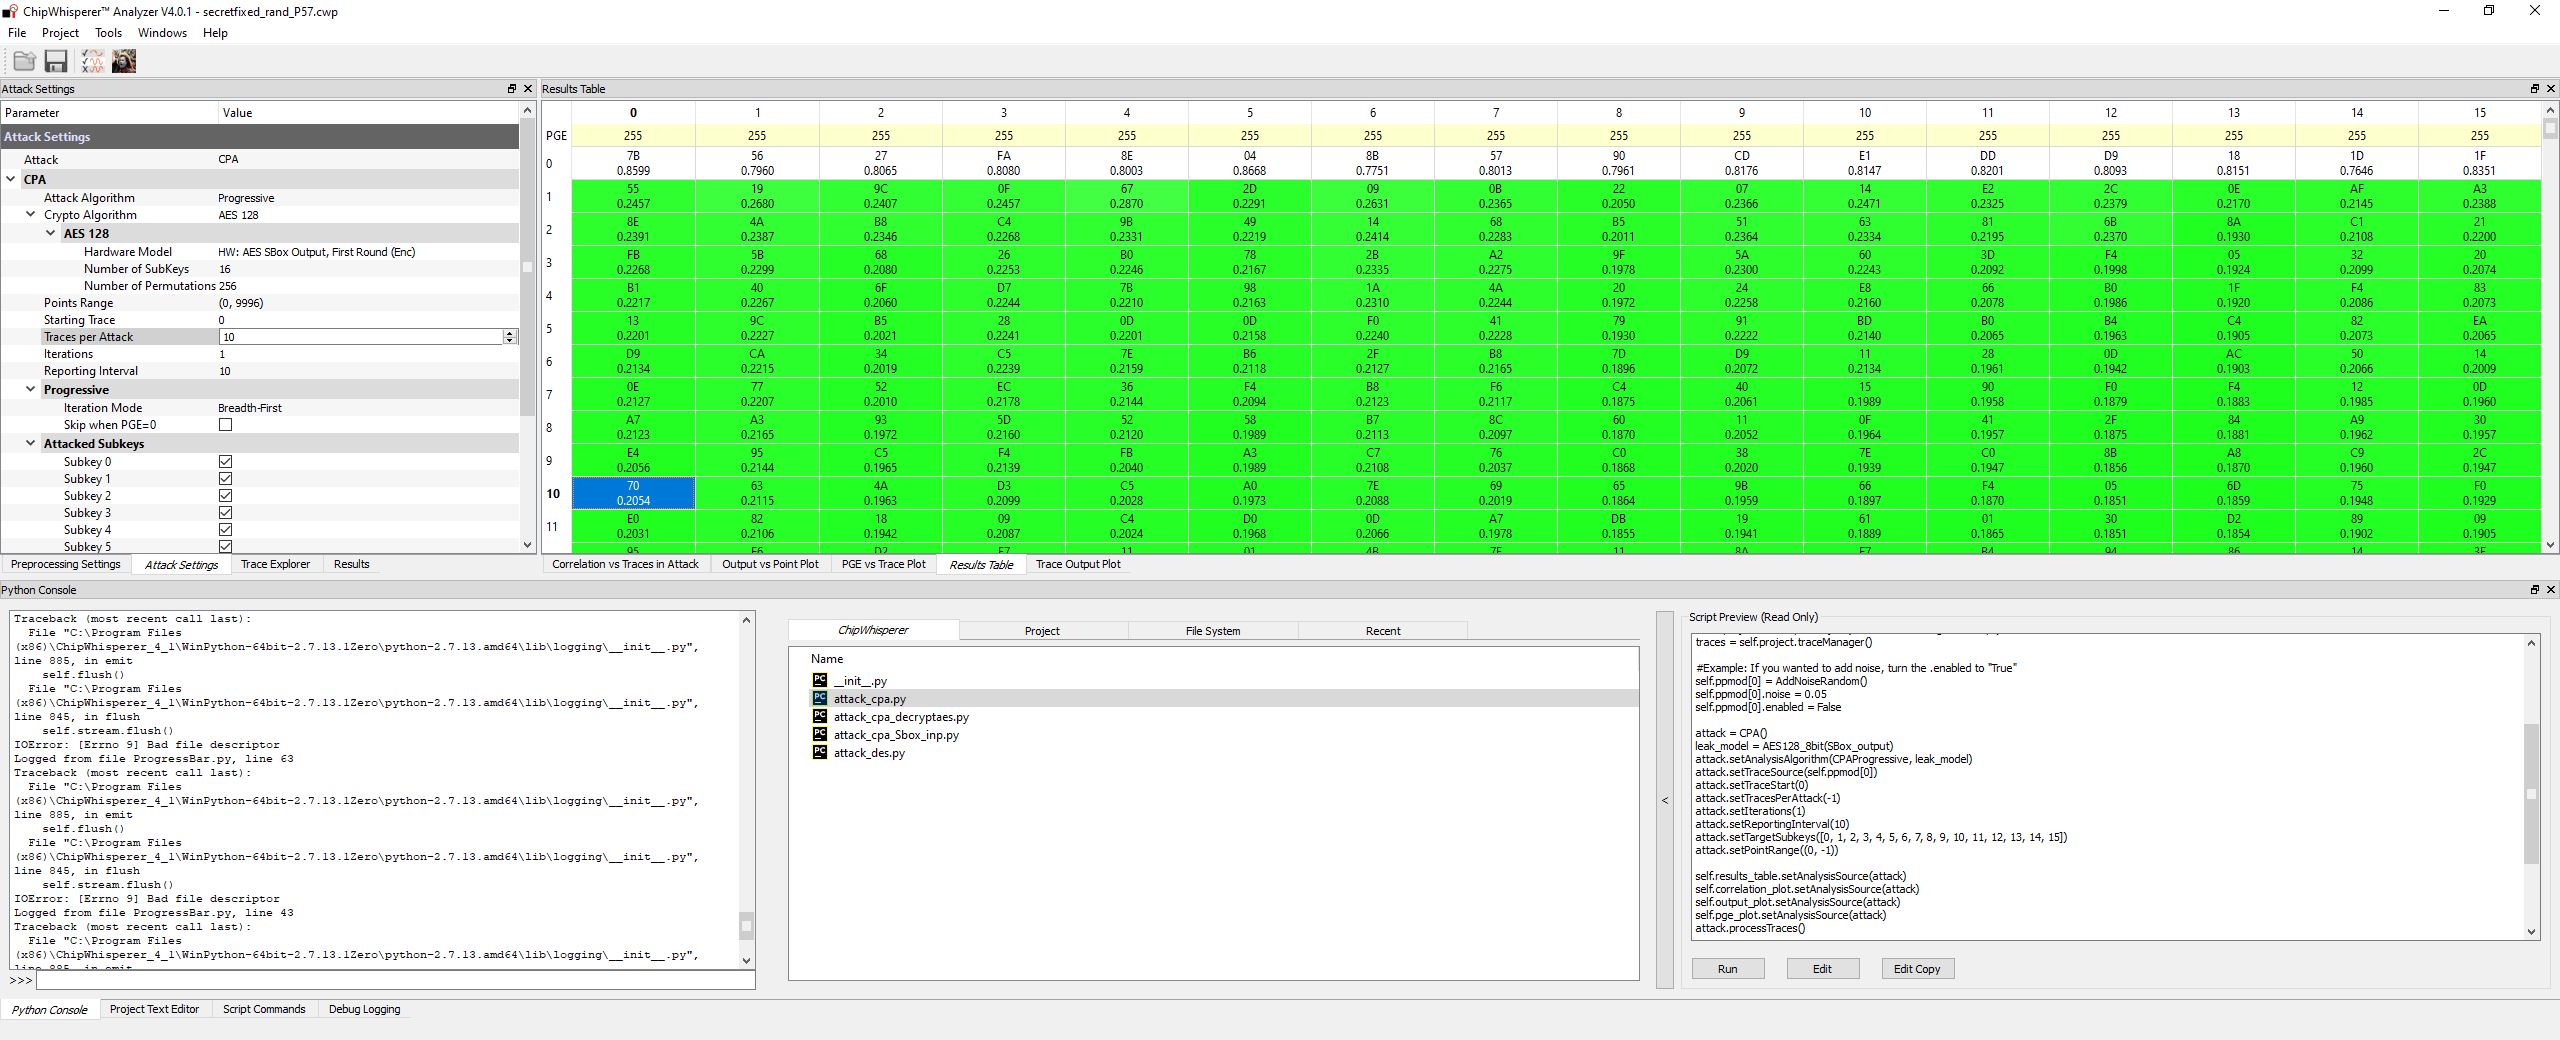 ChipWhisperer™ Analyzer V4.0.1 - secretfixed_rand_P57.cwp
File Project Tools Windows Help
Attack Settings
Parameter Value
Attack Settings
Attack CPA
CPA
Attack Algorithm Progressive
Crypto Algorithm AES 128
AES 128
Hardware Model HW: AES SBox Output, First Round (Enc)
Number of SubKeys 16
Number of Permutations 256
Points Range (0, 9996)
Starting Trace 0
Traces per Attack 10
Iterations 1
Reporting Interval 10
Progressive
Iteration Mode Breadth-First
Skip when PGE=0
Attacked Subkeys
Subkey 0
Subkey 1
Subkey 2
Subkey 3
Subkey 4
Subkey 5
Preprocessing Settings Attack Settings Trace Explorer Results
Results Table
0 1 2 3 4 5 6 7 8 9 10 11 12 13 14 15
PGE 255 255 255 255 255 255 255 255 255 255 255 255 255 255 255 255
0 7B 56 27 FA 8E 04 8B 57 90 CD E1 DD D9 18 1D 1F
0.8599 0.7960 0.8065 0.8080 0.8003 0.8668 0.7751 0.8013 0.7961 0.8176 0.8147 0.8201 0.8093 0.8151 0.7646 0.8351
1 55 19 9C 0F 67 2D 09 0B 22 07 14 E2 2C 0E AF A3
0.2457 0.2680 0.2407 0.2457 0.2870 0.2291 0.2631 0.2365 0.2050 0.2366 0.2471 0.2325 0.2379 0.2170 0.2145 0.2388
2 8E 4A B8 C4 9B 49 14 68 B5 51 63 81 6B 8A C1 21
0.2391 0.2387 0.2346 0.2268 0.2331 0.2219 0.2414 0.2283 0.2011 0.2364 0.2334 0.2195 0.2370 0.1930 0.2108 0.2200
3 FB 5B 68 26 B0 78 2B A2 9F 5A 60 3D F4 05 32 20
0.2268 0.2299 0.2080 0.2253 0.2246 0.2167 0.2335 0.2275 0.1978 0.2300 0.2243 0.2092 0.1998 0.1924 0.2099 0.2074
4 B1 40 6F D7 7B 98 1A 4A 20 24 E8 66 B0 1F F4 83
0.2217 0.2267 0.2060 0.2244 0.2210 0.2163 0.2310 0.2244 0.1972 0.2258 0.2160 0.2078 0.1986 0.1920 0.2086 0.2073
5 13 9C B5 28 0D 0D F0 41 79 91 BD B0 B4 C4 82 EA
0.2201 0.2227 0.2021 0.2241 0.2201 0.2158 0.2240 0.2228 0.1930 0.2222 0.2140 0.2065 0.1963 0.1905 0.2073 0.2065
6 D9 CA 34 C5 7E B6 2F B8 7D D9 11 28 0D AC 50 14
0.2134 0.2215 0.2019 0.2239 0.2159 0.2118 0.2127 0.2165 0.1896 0.2072 0.2134 0.1961 0.1942 0.1903 0.2066 0.2009
7 0E 77 52 EC 36 F4 B8 F6 C4 40 15 90 F0 F4 12 0D
0.2127 0.2207 0.2010 0.2178 0.2144 0.2094 0.2123 0.2117 0.1875 0.2061 0.1989 0.1958 0.1879 0.1883 0.1985 0.1960
8 A7 A3 93 5D 52 58 B7 8C 60 11 0F 41 2F 84 A9 30
0.2123 0.2165 0.1972 0.2160 0.2120 0.1989 0.2113 0.2097 0.1870 0.2052 0.1964 0.1957 0.1875 0.1881 0.1962 0.1957
9 E4 95 C5 F4 FB A3 C7 76 C0 38 7E C0 8B A8 C9 2C
0.2056 0.2144 0.1965 0.2139 0.2040 0.1989 0.2108 0.2037 0.1868 0.2020 0.1939 0.1947 0.1856 0.1870 0.1960 0.1947
10 70 63 4A D3 C5 A0 7E 69 65 9B 66 F4 05 6D 75 F0
0.2054 0.2115 0.1963 0.2099 0.2028 0.1973 0.2088 0.2019 0.1864 0.1959 0.1897 0.1870 0.1851 0.1859 0.1948 0.1929
11 E0 82 18 09 C4 D0 0D A7 DB 19 61 01 30 D2 89 09
0.2031 0.2106 0.1942 0.2087 0.2024 0.1968 0.2066 0.1978 0.1855 0.1941 0.1889 0.1865 0.1851 0.1854 0.1902 0.1905
Correlation vs Traces in Attack Output vs Point Plot PGE vs Trace Plot Results Table Trace Output Plot
Python Console
Traceback (most recent call last):
File "C:\Program Files
(x86)\ChipWhisperer_4_1\WinPython-64bit-2.7.13.1Zero\python-2.7.13.amd64\lib\logging\__init__.py",
line 885, in emit
self.flush()
File "C:\Program Files
(x86)\ChipWhisperer_4_1\WinPython-64bit-2.7.13.1Zero\python-2.7.13.amd64\lib\logging\__init__.py",
line 845, in flush
self.stream.flush()
IOError: [Errno 9] Bad file descriptor
Logged from file ProgressBar.py, line 63
Traceback (most recent call last):
File "C:\Program Files
(x86)\ChipWhisperer_4_1\WinPython-64bit-2.7.13.1Zero\python-2.7.13.amd64\lib\logging\__init__.py",
line 885, in emit
self.flush()
File "C:\Program Files
(x86)\ChipWhisperer_4_1\WinPython-64bit-2.7.13.1Zero\python-2.7.13.amd64\lib\logging\__init__.py",
line 845, in flush
self.stream.flush()
IOError: [Errno 9] Bad file descriptor
Logged from file ProgressBar.py, line 43
Traceback (most recent call last):
File "C:\Program Files
(x86)\ChipWhisperer_4_1\WinPython-64bit-2.7.13.1Zero\python-2.7.13.amd64\lib\logging\__init__.py",
>>>
Python Console Project Text Editor Script Commands Debug Logging
ChipWhisperer Project File System Recent
Name
__init__.py
attack_cpa.py
attack_cpa_decryptaes.py
attack_cpa_Sbox_inp.py
attack_des.py
<
Script Preview (Read Only)
traces = self.project.traceManager()
#Example: If you wanted to add noise, turn the .enabled to "True"
self.ppmod[0] = AddNoiseRandom()
self.ppmod[0].noise = 0.05
self.ppmod[0].enabled = False
attack = CPA()
leak_model = AES128_8bit(SBox_output)
attack.setAnalysisAlgorithm(CPAProgressive, leak_model)
attack.setTraceSource(self.ppmod[0])
attack.setTraceStart(0)
attack.setTracesPerAttack(-1)
attack.setIterations(1)
attack.setReportingInterval(10)
attack.setTargetSubkeys([0, 1, 2, 3, 4, 5, 6, 7, 8, 9, 10, 11, 12, 13, 14, 15])
attack.setPointRange((0, -1))
self.results_table.setAnalysisSource(attack)
self.correlation_plot.setAnalysisSource(attack)
self.output_plot.setAnalysisSource(attack)
self.pge_plot.setAnalysisSource(attack)
attack.processTraces()
Run Edit Edit Copy